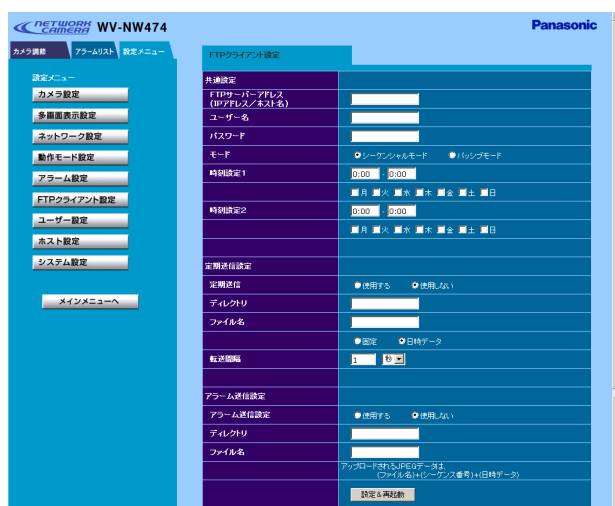 NETWORK CAMERA WV-NW474
Panasonic
カメラ調節 アラームリスト 設定メニュー
FTPクライアント設定
設定メニュー
カメラ設定
多画面表示設定
ネットワーク設定
動作モード設定
アラーム設定
FTPクライアント設定
ユーザー設定
ホスト設定
システム設定
メインメニューへ
共通設定
FTPサーバーアドレス
(IPアドレス/ホスト名)
ユーザー名
パスワード
モード シーケンシャルモード パッシブモード
時刻設定1 0:00 - 0:00
月 火 水 木 金 土 日
時刻設定2 0:00 - 0:00
月 火 水 木 金 土 日
定期送信設定
定期送信 使用する 使用しない
ディレクトリ
ファイル名
固定 日時データ
転送間隔 1 秒
アラーム送信設定
アラーム送信設定 使用する 使用しない
ディレクトリ
ファイル名
アップロードされるJPEGデータは、
(ファイル名)+(シーケンス番号)+(日時データ)
設定&再起動